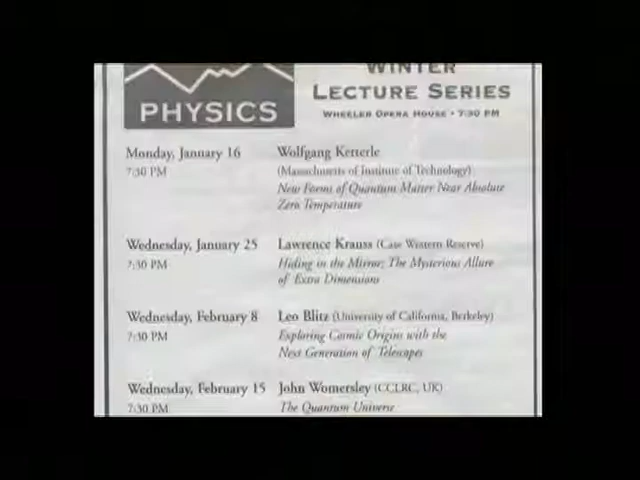 WINTER
LECTURE SERIES
PHYSICS
WHEELER OPERA HOUSE • 7:30 PM
Monday, January 16
Wolfgang Ketterle
7:30 PM
(Massachusetts of Institute of Technology)
New Forms of Quantum Matter Near Absolute
Zero Temperature
Wednesday, January 25
Lawrence Krauss (Case Western Reserve)
7:30 PM
Hiding in the Mirror: The Mysterious Allure
of Extra Dimensions
Wednesday, February 8
Leo Blitz (University of California, Berkeley)
7:30 PM
Exploring Cosmic Origins with the
Next Generation of Telescopes
Wednesday, February 15
John Womersley (CCLRC, UK)
7:30 PM
The Quantum Universe